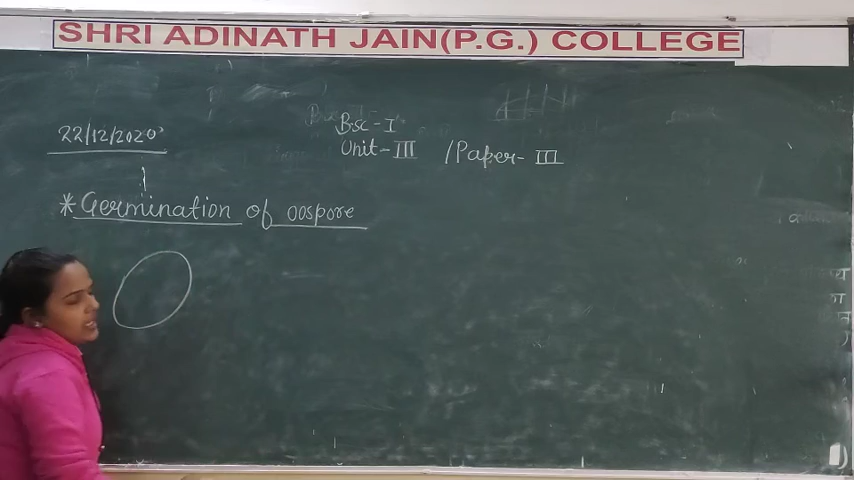 SHRI ADINATH JAIN(P.G.) COLLEGE
22/12/2020
Bsc-I
Unit-III /Paper-III
*Germination of oospore